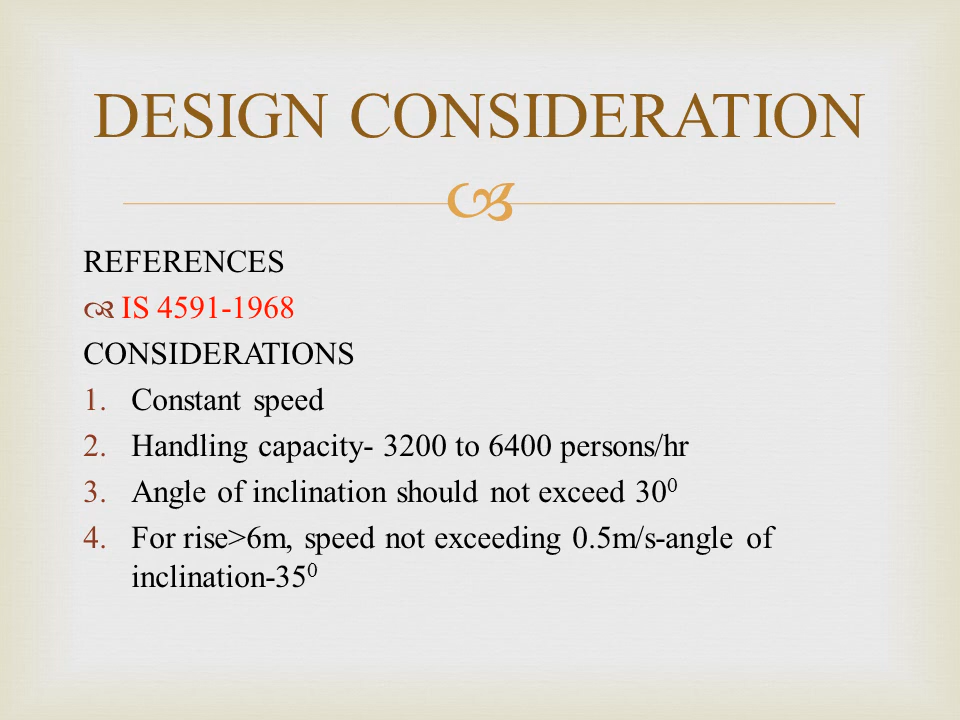 DESIGN CONSIDERATION
REFERENCES
IS 4591-1968
CONSIDERATIONS
1. Constant speed
2. Handling capacity- 3200 to 6400 persons/hr
3. Angle of inclination should not exceed 30⁰
4. For rise>6m, speed not exceeding 0.5m/s-angle of
inclination-35⁰